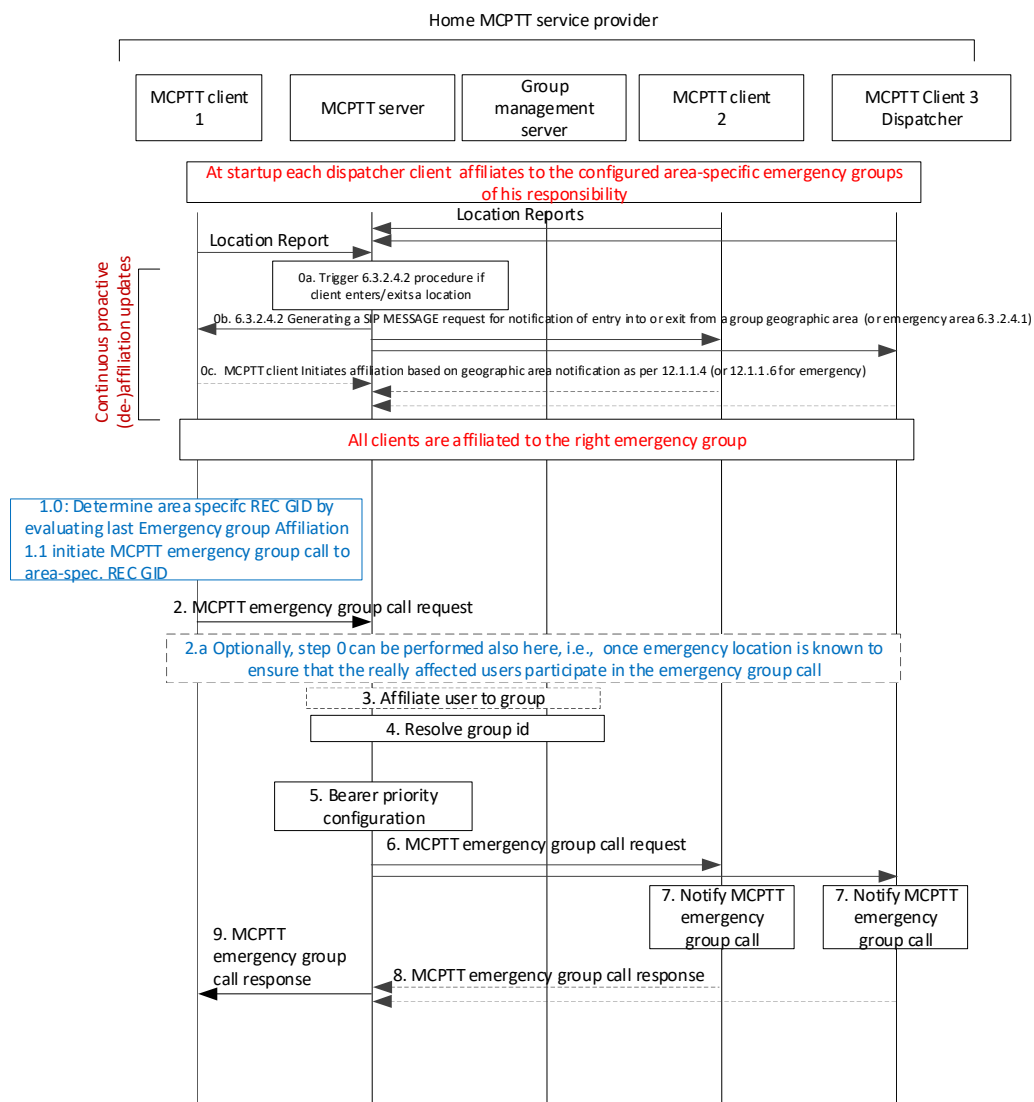 Home MCPTT service provider
MCPTT client
1
MCPTT server
Group
management
server
MCPTT client
2
MCPTT Client 3
Dispatcher
At startup each dispatcher client affiliates to the configured area-specific emergency groups
of his responsibility
Location Reports
Location Report
Continuous proactive
(de-)affiliation updates
0a. Trigger 6.3.2.4.2 procedure if
client enters/exits a location
0b. 6.3.2.4.2 Generating a SIP MESSAGE request for notification of entry into or exit from a group geographic area (or emergency area 6.3.2.4.1)
0c. MCPTT client Initiates affiliation based on geographic area notification as per 12.1.1.4 (or 12.1.1.6 for emergency)
All clients are affiliated to the right emergency group
1.0: Determine area specifc REC GID by
evaluating last Emergency group Affiliation
1.1 initiate MCPTT emergency group call to
area-spec. REC GID
2. MCPTT emergency group call request
2.a Optionally, step 0 can be performed also here, i.e., once emergency location is known to
ensure that the really affected users participate in the emergency group call
3. Affiliate user to group
4. Resolve group id
5. Bearer priority
configuration
6. MCPTT emergency group call request
7. Notify MCPTT
emergency
group call
7. Notify MCPTT
emergency
group call
9. MCPTT
emergency group
call response
8. MCPTT emergency group call response